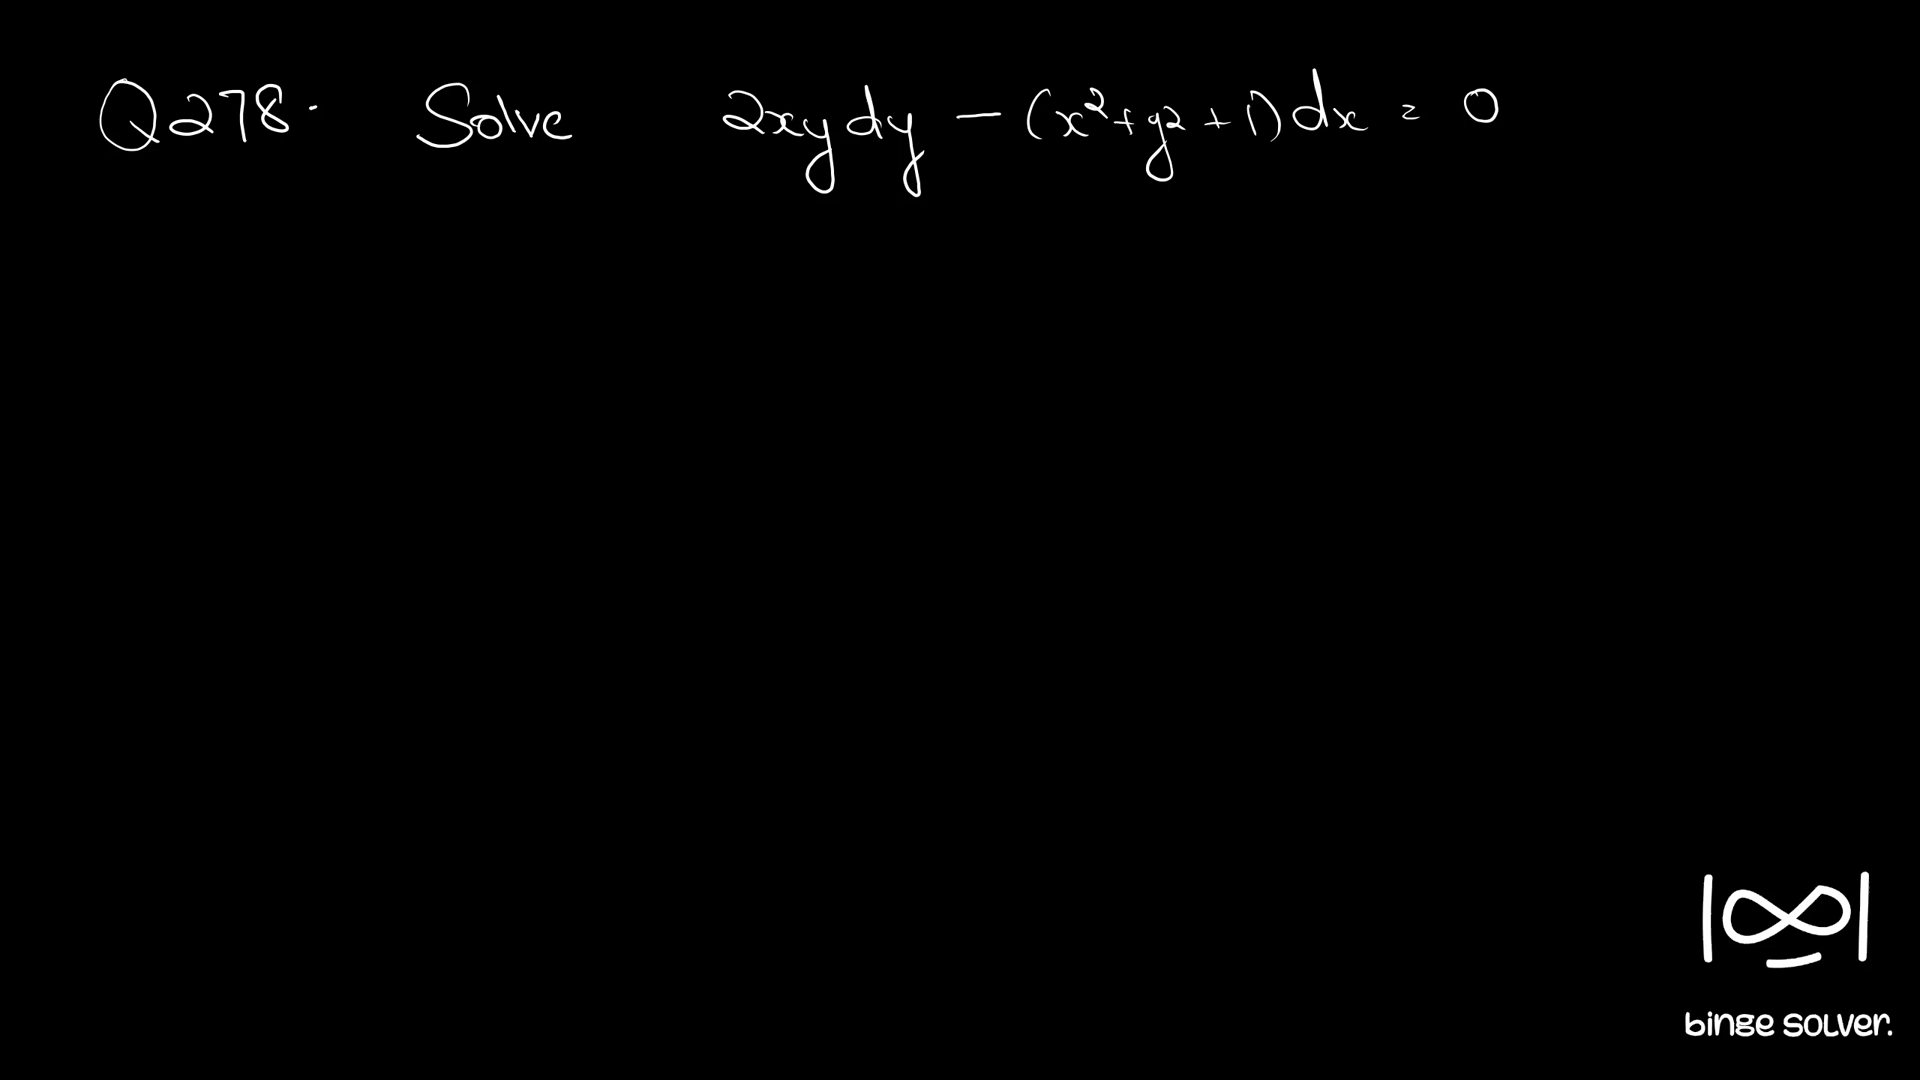 Q278. Solve 2xy dy - (x²+y²+1)dx = 0
binge SOLVER.